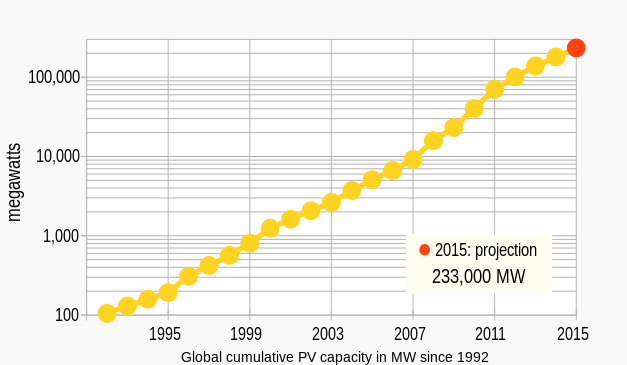 100,000
10,000
1,000
100
megawatts
2015: projection
233,000 MW
1995 1999 2003 2007 2011 2015
Global cumulative PV capacity in MW since 1992